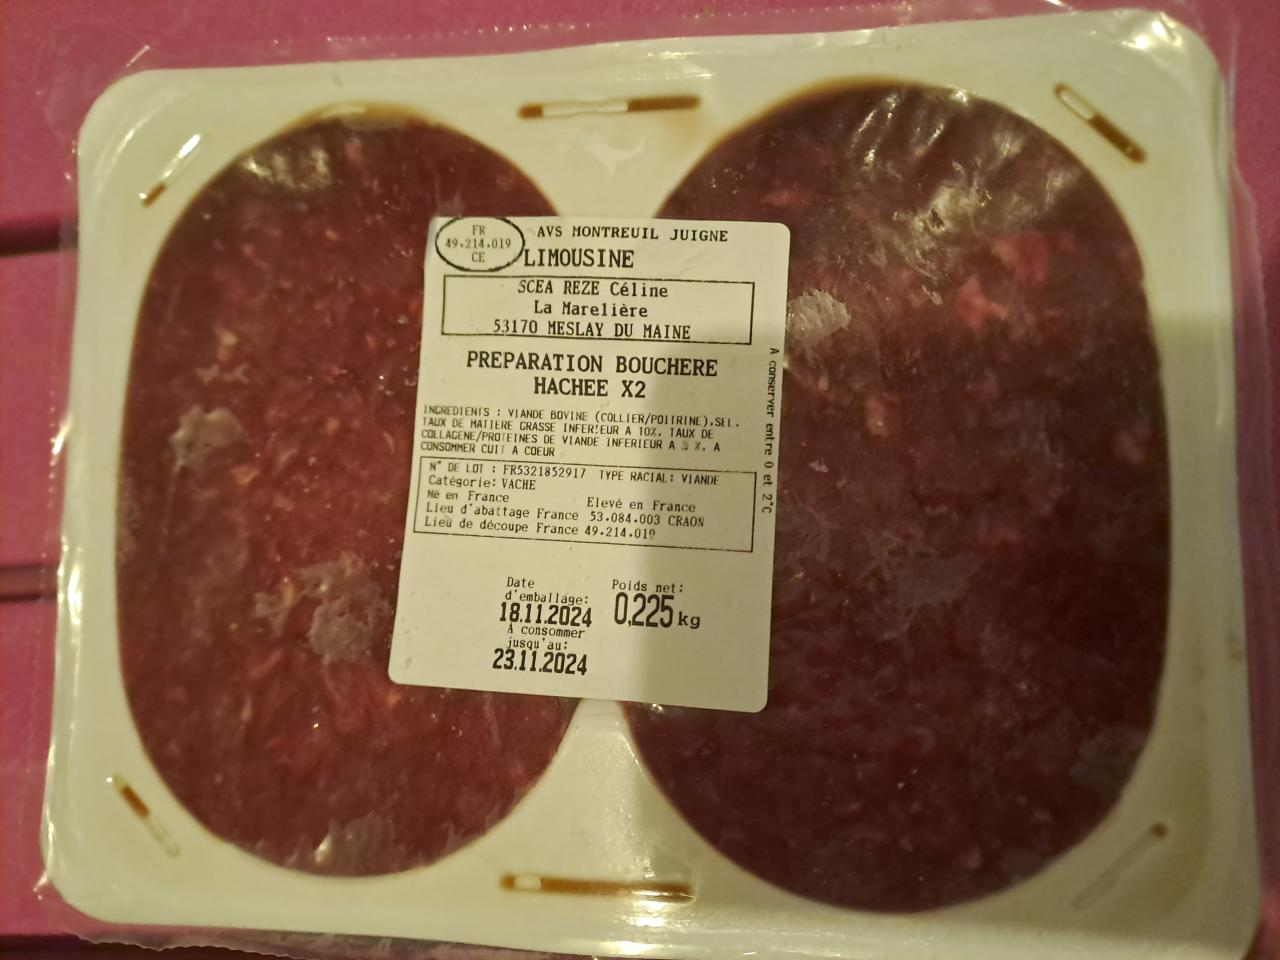 FR
49.214.019
CE
AVS MONTREUIL JUIGNE
LIMOUSINE
SCEA REZE Céline
La Marelière
53170 MESLAY DU MAINE
PREPARATION BOUCHERE
HACHEE X2
INGREDIENTS : VIANDE BOVINE (COLLIER/POITRINE).SEL.
TAUX DE MATIERE GRASSE INFERIEUR A 10%. TAUX DE
COLLAGENE/PROTEINES DE VIANDE INFERIEUR A %. A
CONSOMMER CUIT A COEUR
N° DE LOT : FR5321852917 TYPE RACIAL: VIANDE
Catégorie: VACHE
Né en France Elevé en France
Lieu d'abattage France 53.084.003 CRAON
Lieu de découpe France 49.214.019
A conserver entre 0 et 2°C
Date
d'emballage:
18.11.2024
A consommer
jusqu'au:
23.11.2024
Poids net:
0,225 kg